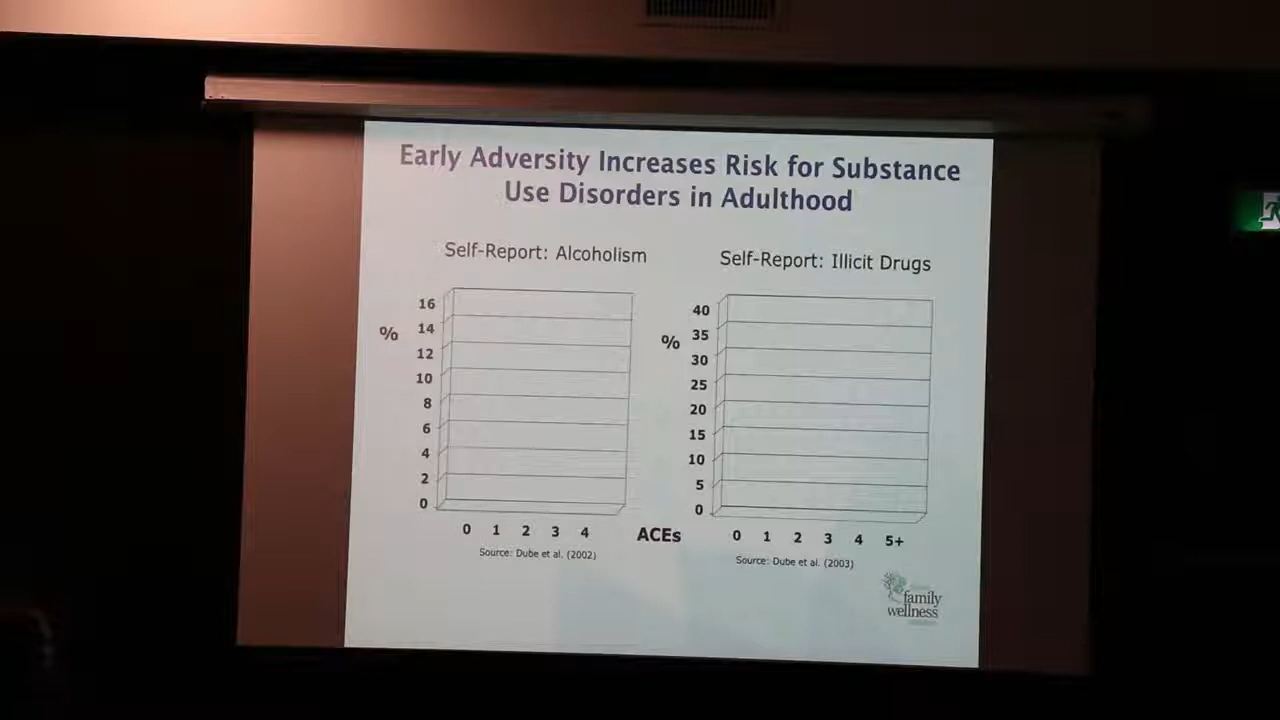 Early Adversity Increases Risk for Substance
Use Disorders in Adulthood
Self-Report: Alcoholism
%
16
14
12
10
8
6
4
2
0
0 1 2 3 4
Source: Dube et al. (2002)
ACEs
Self-Report: Illicit Drugs
%
40
35
30
25
20
15
10
5
0
0 1 2 3 4 5+
Source: Dube et al. (2003)
family
wellness